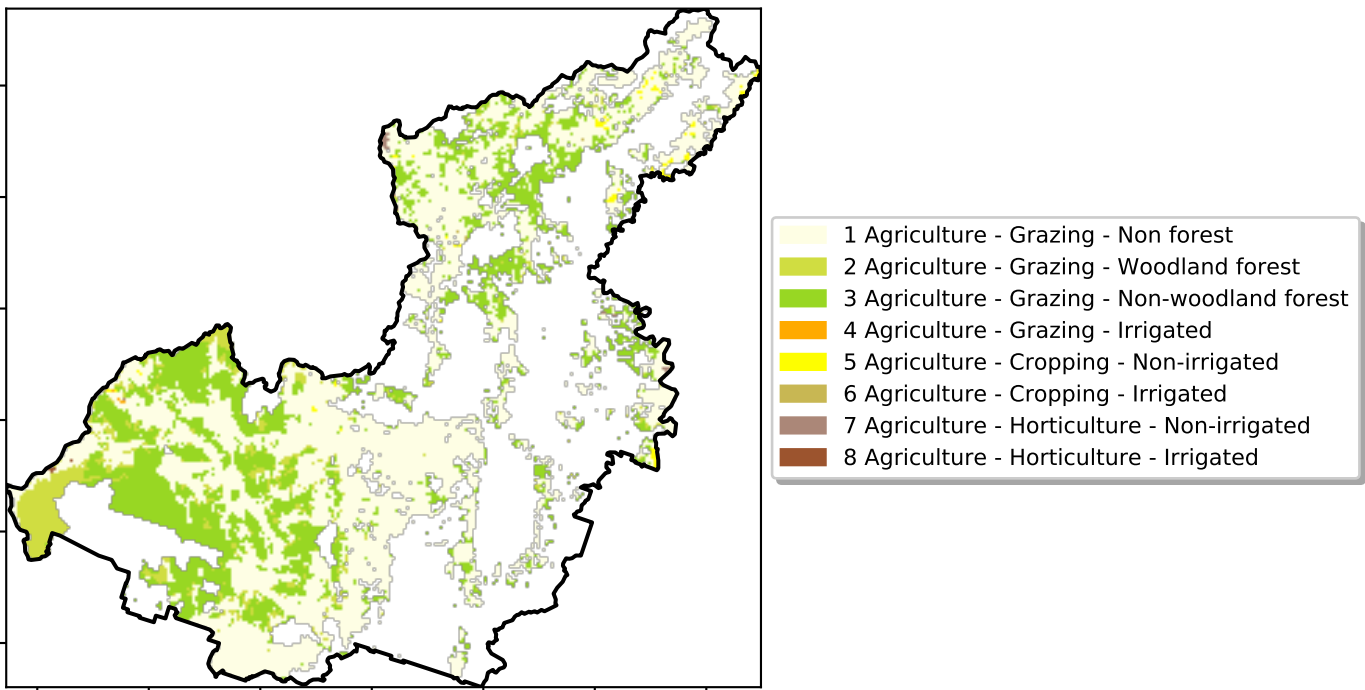 1 Agriculture - Grazing - Non forest
2 Agriculture - Grazing - Woodland forest
3 Agriculture - Grazing - Non-woodland forest
4 Agriculture - Grazing - Irrigated
5 Agriculture - Cropping - Non-irrigated
6 Agriculture - Cropping - Irrigated
7 Agriculture - Horticulture - Non-irrigated
8 Agriculture - Horticulture - Irrigated